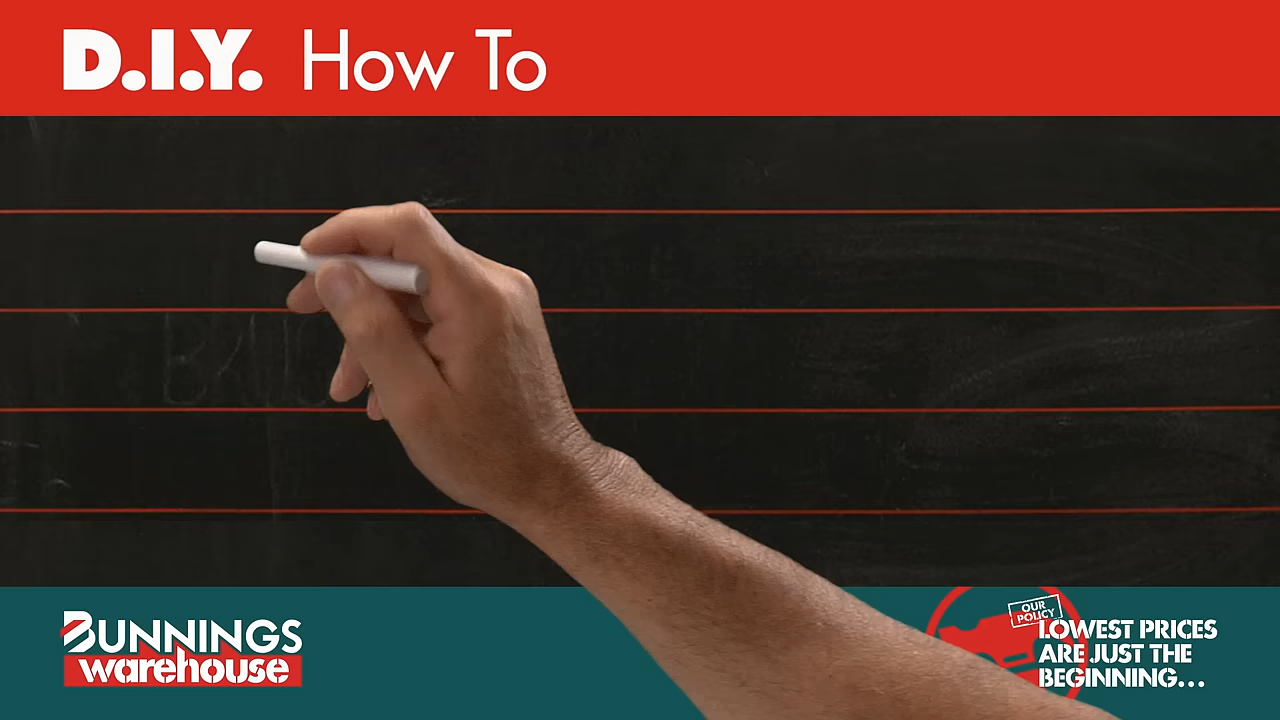 D.I.Y. How To
BUNNINGS
warehouse
OUR
POLICY
LOWEST PRICES
ARE JUST THE
BEGINNING...